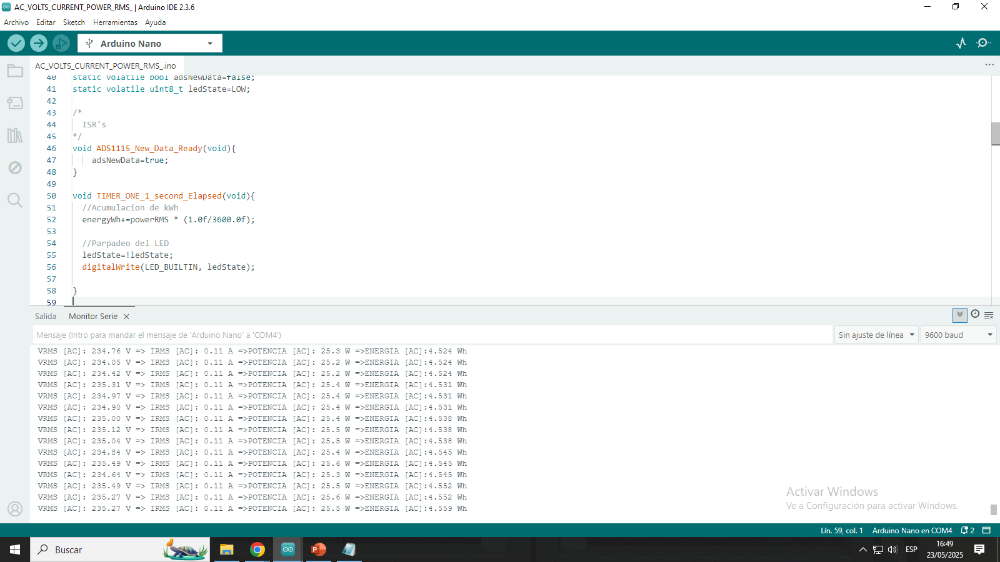 AC_VOLTS_CURRENT_POWER_RMS_ | Arduino IDE 2.3.6
Archivo Editar Sketch Herramientas Ayuda
Arduino Nano
AC_VOLTS_CURRENT_POWER_RMS_.ino
40 static volatile bool adsNewData=false;
41 static volatile uint8_t ledState=LOW;
42
43 /*
44 ISR's
45 */
46 void ADS1115_New_Data_Ready(void){
47 adsNewData=true;
48 }
49
50 void TIMER_ONE_1_second_Elapsed(void){
51 //Acumulacion de kWh
52 energyWh+=powerRMS * (1.0f/3600.0f);
53
54 //Parpadeo del LED
55 ledState=!ledState;
56 digitalWrite(LED_BUILTIN, ledState);
57
58 }
59
Salida Monitor Serie
Mensaje (Intro para mandar el mensaje de 'Arduino Nano' a 'COM4') Sin ajuste de línea 9600 baud
VRMS [AC]: 234.76 V => IRMS [AC]: 0.11 A =>POTENCIA [AC]: 25.3 W =>ENERGIA [AC]:4.524 Wh
VRMS [AC]: 234.05 V => IRMS [AC]: 0.11 A =>POTENCIA [AC]: 25.2 W =>ENERGIA [AC]:4.524 Wh
VRMS [AC]: 234.42 V => IRMS [AC]: 0.11 A =>POTENCIA [AC]: 25.2 W =>ENERGIA [AC]:4.524 Wh
VRMS [AC]: 235.31 V => IRMS [AC]: 0.11 A =>POTENCIA [AC]: 25.4 W =>ENERGIA [AC]:4.531 Wh
VRMS [AC]: 234.97 V => IRMS [AC]: 0.11 A =>POTENCIA [AC]: 25.4 W =>ENERGIA [AC]:4.531 Wh
VRMS [AC]: 234.90 V => IRMS [AC]: 0.11 A =>POTENCIA [AC]: 25.4 W =>ENERGIA [AC]:4.531 Wh
VRMS [AC]: 235.00 V => IRMS [AC]: 0.11 A =>POTENCIA [AC]: 25.4 W =>ENERGIA [AC]:4.538 Wh
VRMS [AC]: 235.12 V => IRMS [AC]: 0.11 A =>POTENCIA [AC]: 25.5 W =>ENERGIA [AC]:4.538 Wh
VRMS [AC]: 235.04 V => IRMS [AC]: 0.11 A =>POTENCIA [AC]: 25.5 W =>ENERGIA [AC]:4.538 Wh
VRMS [AC]: 234.84 V => IRMS [AC]: 0.11 A =>POTENCIA [AC]: 25.4 W =>ENERGIA [AC]:4.545 Wh
VRMS [AC]: 235.49 V => IRMS [AC]: 0.11 A =>POTENCIA [AC]: 25.6 W =>ENERGIA [AC]:4.545 Wh
VRMS [AC]: 234.64 V => IRMS [AC]: 0.11 A =>POTENCIA [AC]: 25.3 W =>ENERGIA [AC]:4.545 Wh
VRMS [AC]: 235.49 V => IRMS [AC]: 0.11 A =>POTENCIA [AC]: 25.5 W =>ENERGIA [AC]:4.552 Wh
VRMS [AC]: 235.27 V => IRMS [AC]: 0.11 A =>POTENCIA [AC]: 25.6 W =>ENERGIA [AC]:4.552 Wh
VRMS [AC]: 235.27 V => IRMS [AC]: 0.11 A =>POTENCIA [AC]: 25.5 W =>ENERGIA [AC]:4.559 Wh
Activar Windows
Ve a Configuración para activar Windows.
Lín. 59, col. 1 Arduino Nano en COM4 2
Buscar
ESP
16:49
23/05/2025